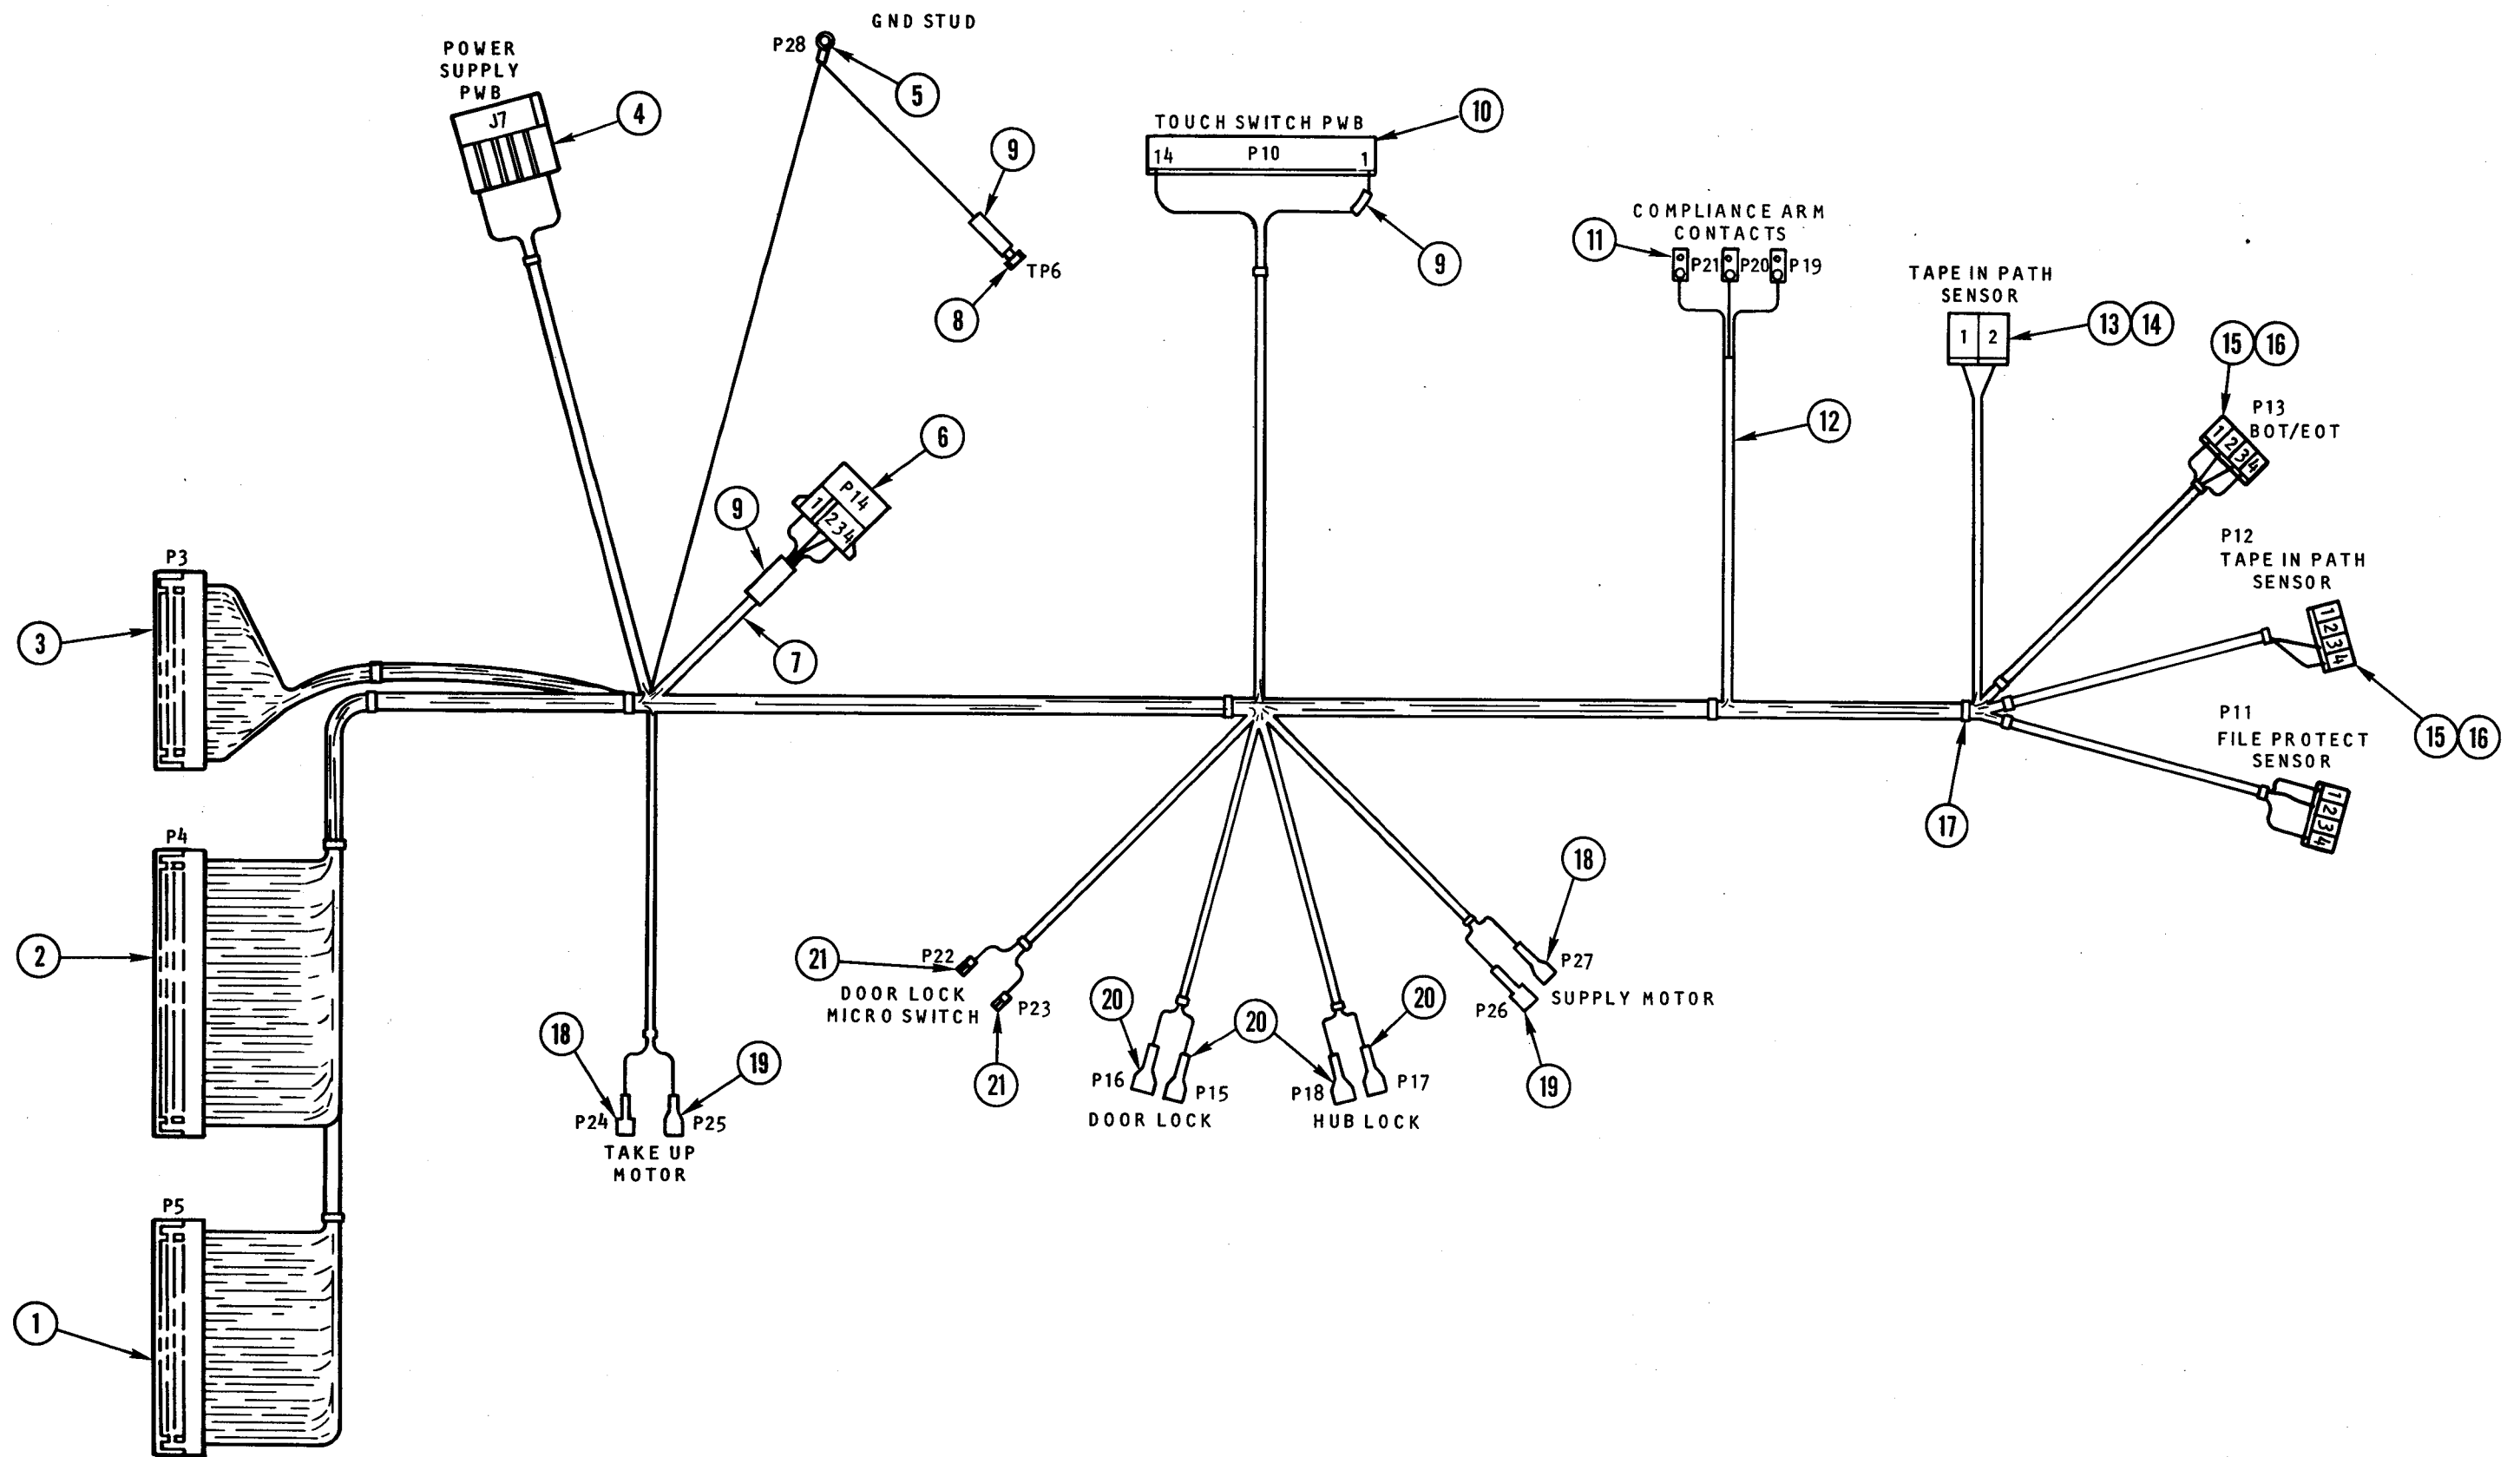 GND STUD
P28
5
POWER
SUPPLY
PWB
J7
4
9
TP6
8
TOUCH SWITCH PWB
14 P10 1
10
9
COMPLIANCE ARM
CONTACTS
11
P21 P20 P19
12
TAPE IN PATH
SENSOR
1 2
13 14
15 16
P13
BOT/EOT
1 2 3 4
P12
TAPE IN PATH
SENSOR
1 2 3 4
15 16
P11
FILE PROTECT
SENSOR
1 2 3 4
17
6
P14
1 2 3 4
9
7
P3
3
P4
2
P5
1
18
19
P24 P25
TAKE UP
MOTOR
21
P22
DOOR LOCK
MICRO SWITCH
P23
21
20
20
20
P16 P15
DOOR LOCK
P18 P17
HUB LOCK
18
P27
P26
SUPPLY MOTOR
19